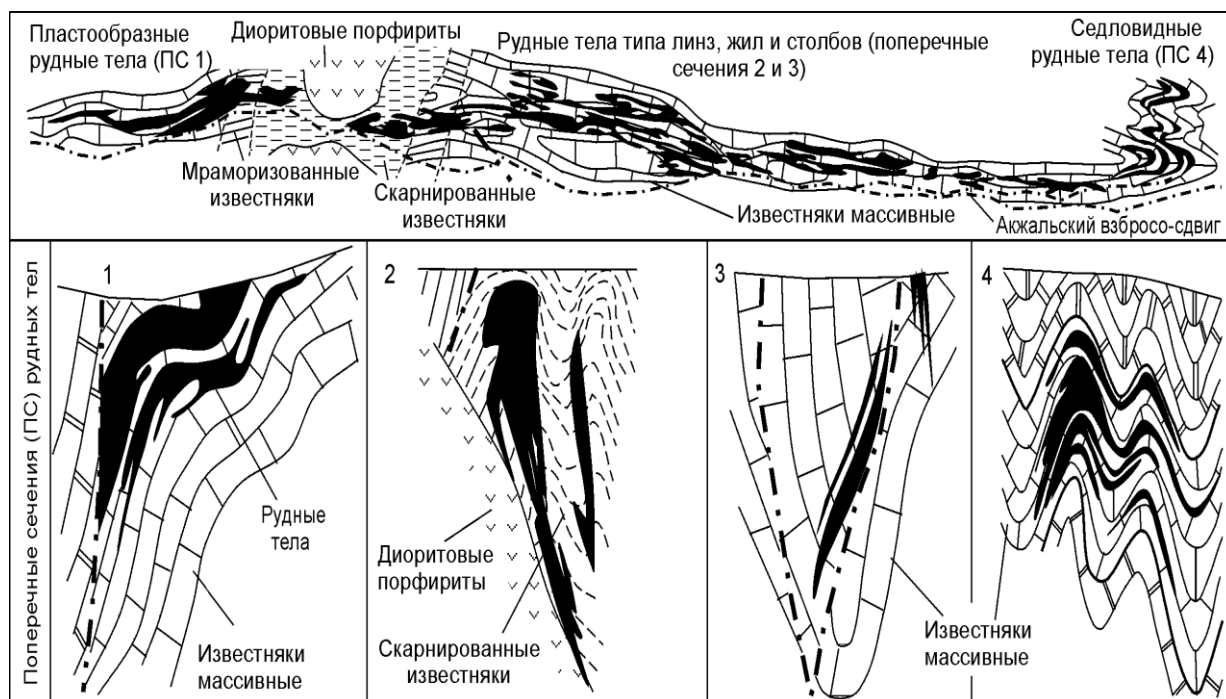 Пластообразные
рудные тела (ПС 1)
Диоритовые порфириты
Рудные тела типа линз, жил и столбов (поперечные
сечения 2 и 3)
Седловидные
рудные тела (ПС 4)
Мраморизованные
известняки
Скарнированные
известняки
Известняки массивные
Акжальский взбросо-сдвиг
Поперечные сечения (ПС) рудных тел
1
Рудные
тела
Известняки
массивные
2
Диоритовые
порфириты
Скарнированные
известняки
3
Известняки
массивные
4